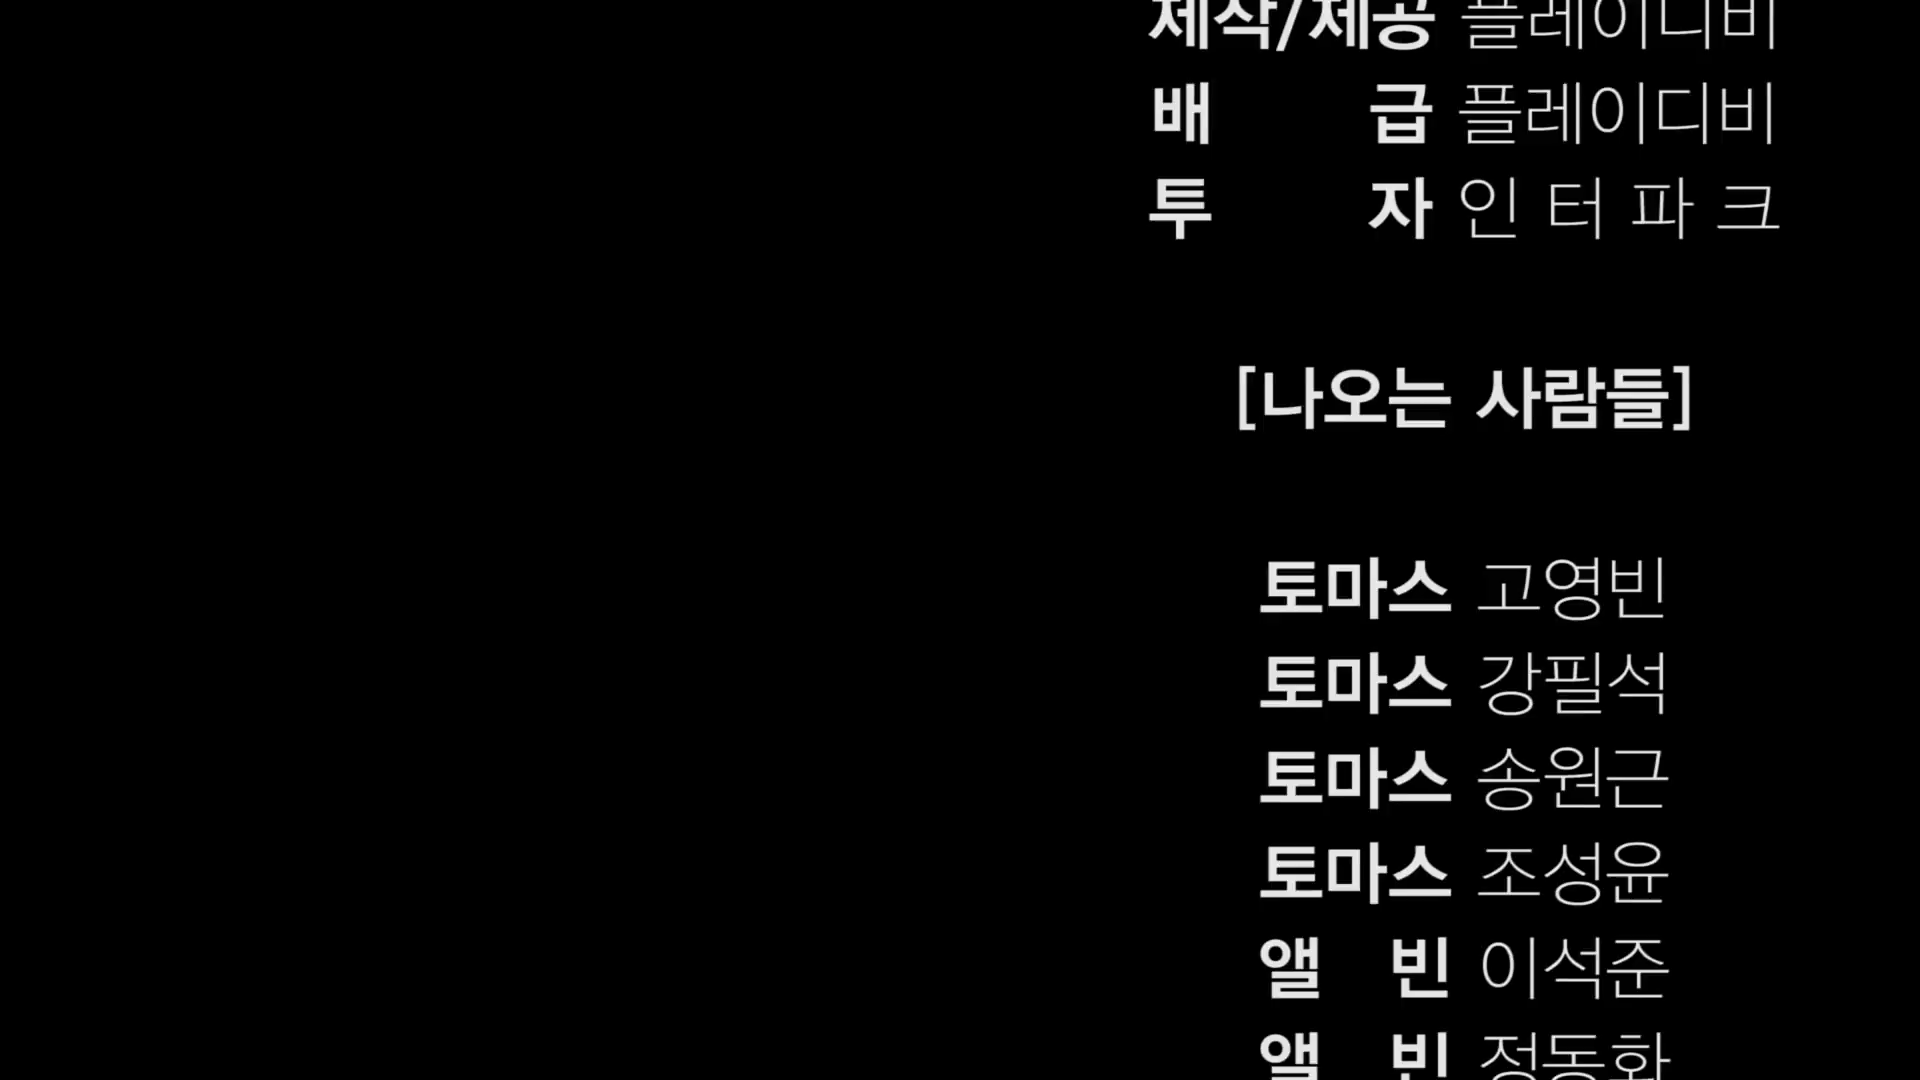 제작/제공 플레이디비
배 급 플레이디비
투 자 인 터 파 크
[나오는 사람들]
토마스 고영빈
토마스 강필석
토마스 송원근
토마스 조성윤
앨 빈 이석준
앨 빈 정동화